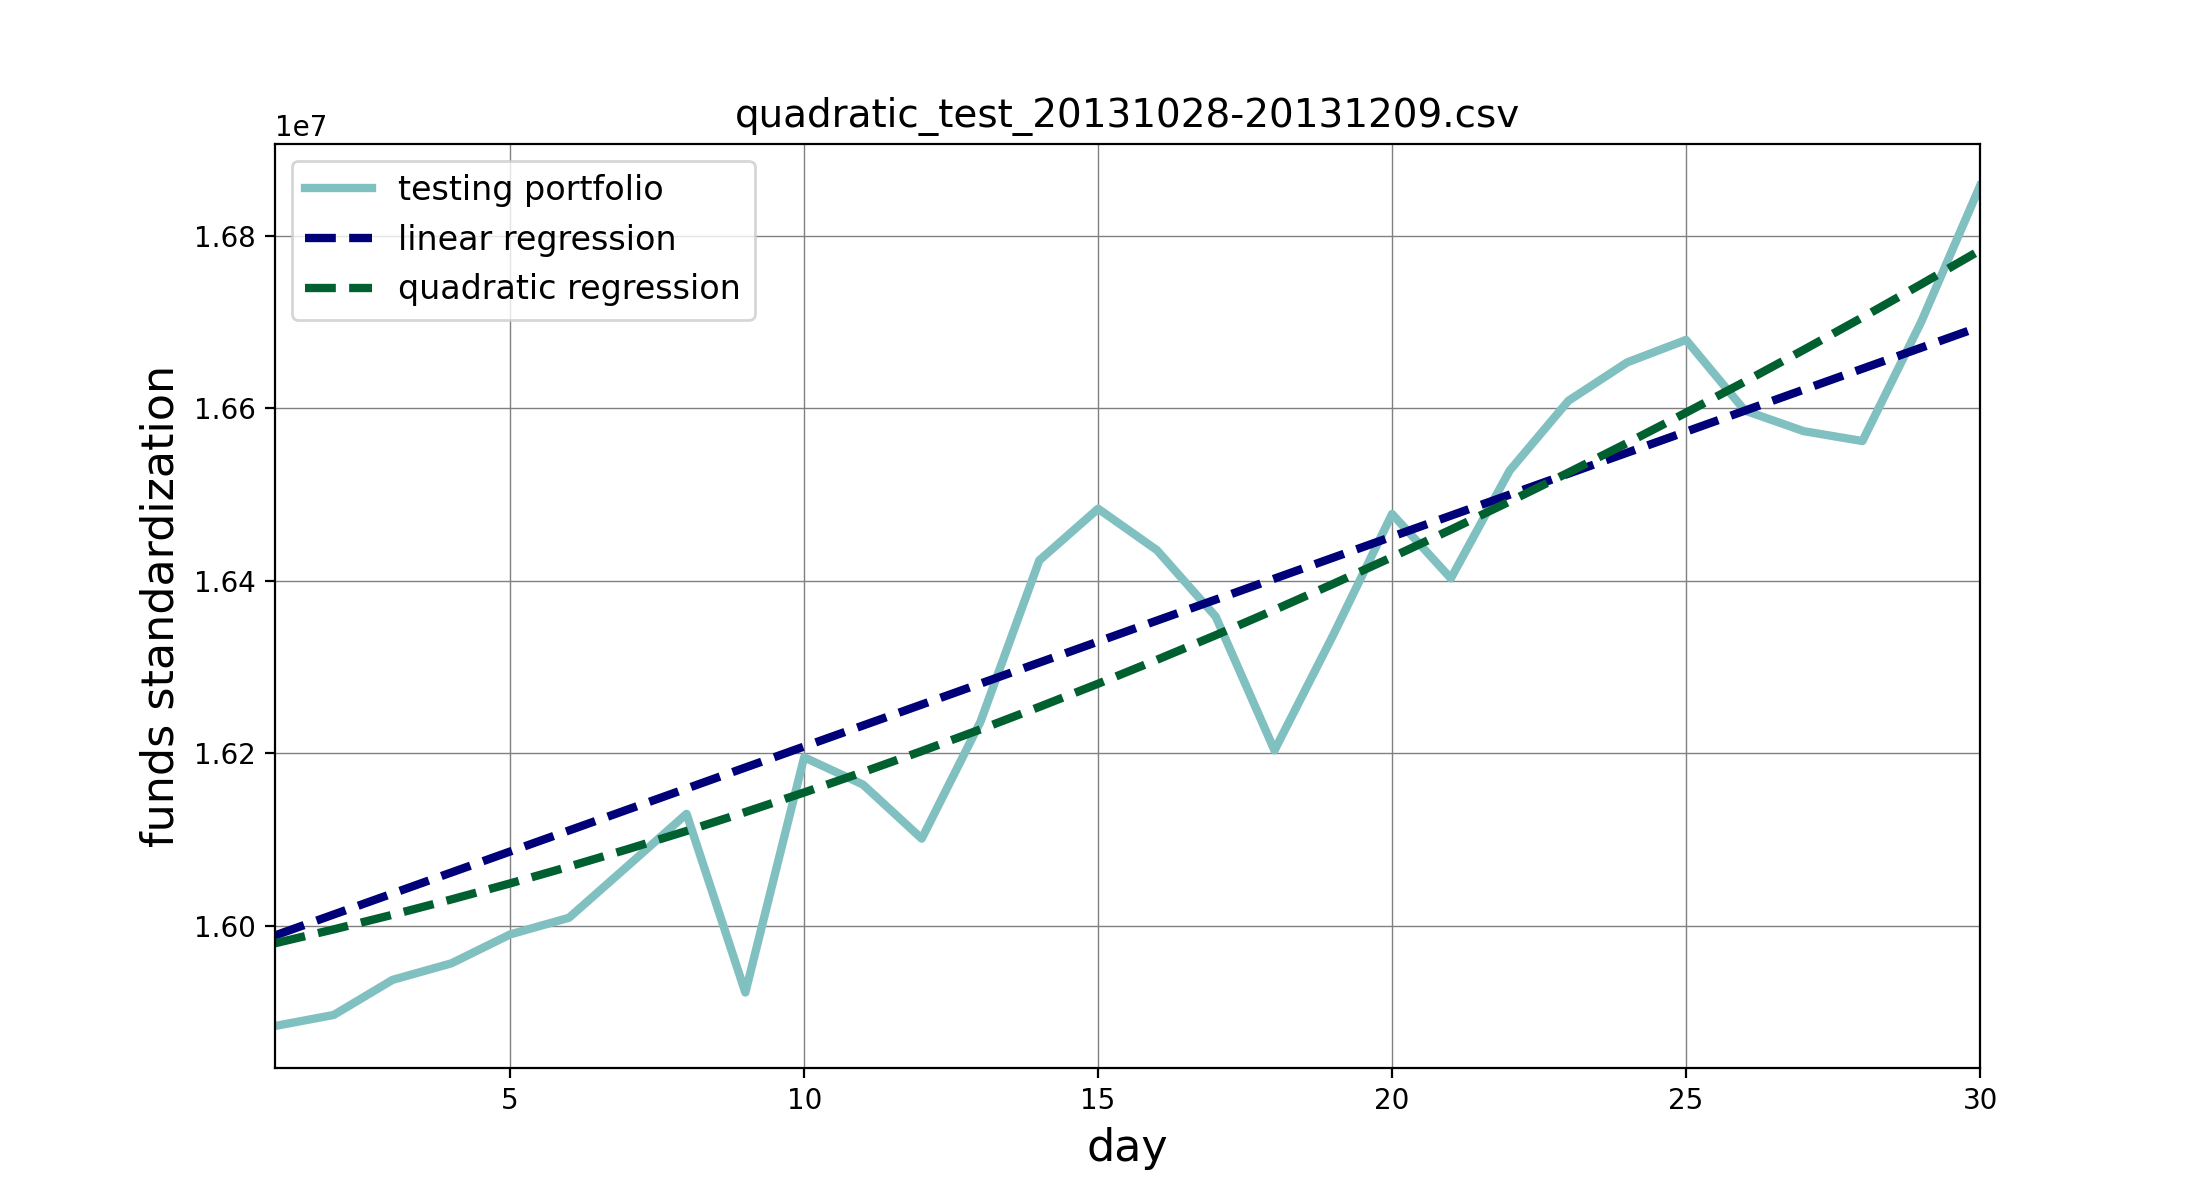 quadratic_test_20131028-20131209.csv
1e7
testing portfolio
linear regression
quadratic regression
1.68
1.66
1.64
1.62
1.60
funds standardization
5 10 15 20 25 30
day